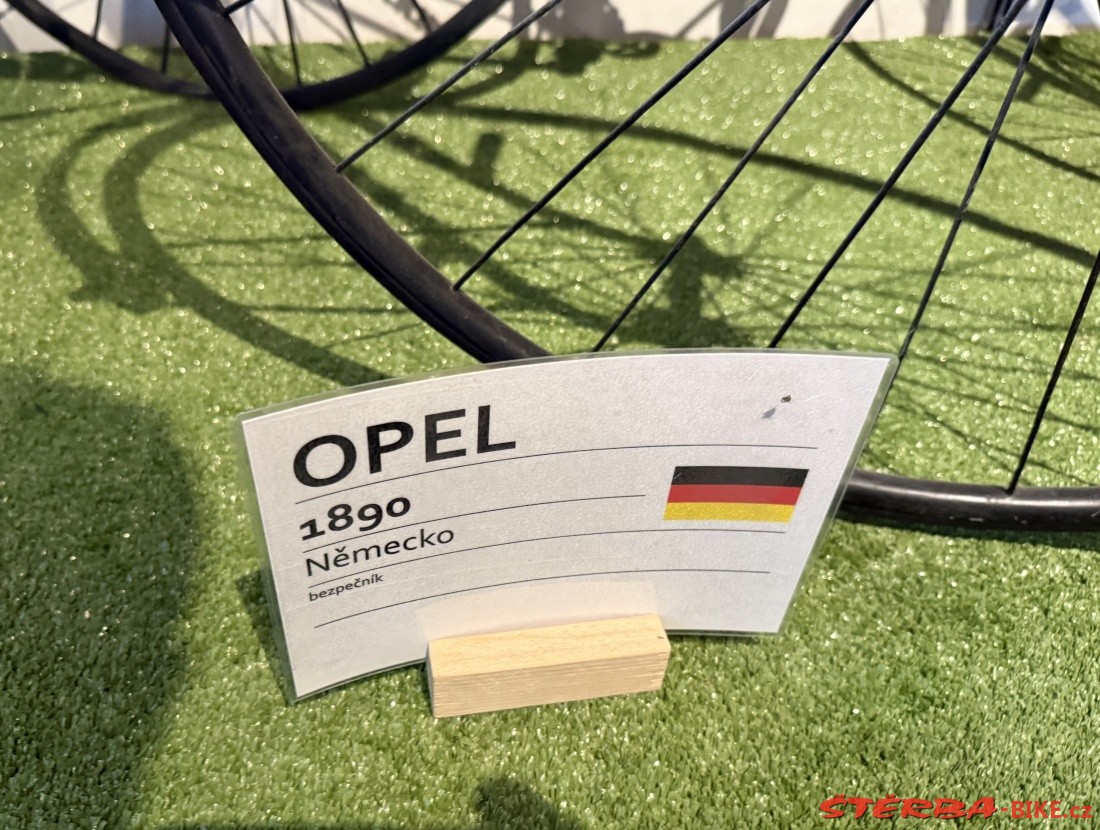 OPEL
1890
Německo
bezpečník
ŠTĚRBA-BIKE.cz